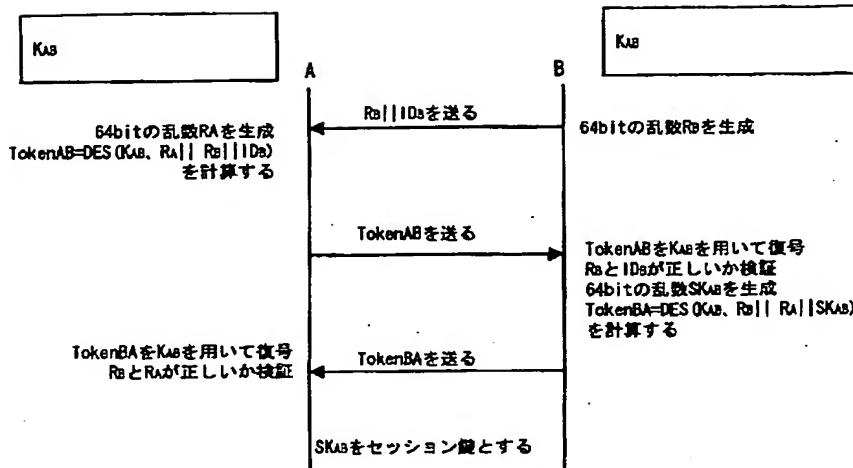 KAB
KAB
A
B
RB||IDBを送る
64bitの乱数RBを生成
64bitの乱数RAを生成
TokenAB=DES(KAB、RA|| RB||IDB)
を計算する
TokenABを送る
TokenABをKABを用いて復号
RBとIDBが正しいか検証
64bitの乱数SKABを生成
TokenBA=DES(KAB、RB|| RA||SKAB)
を計算する
TokenBAをKABを用いて復号
RBとRAが正しいか検証
TokenBAを送る
SKABをセッション鍵とする